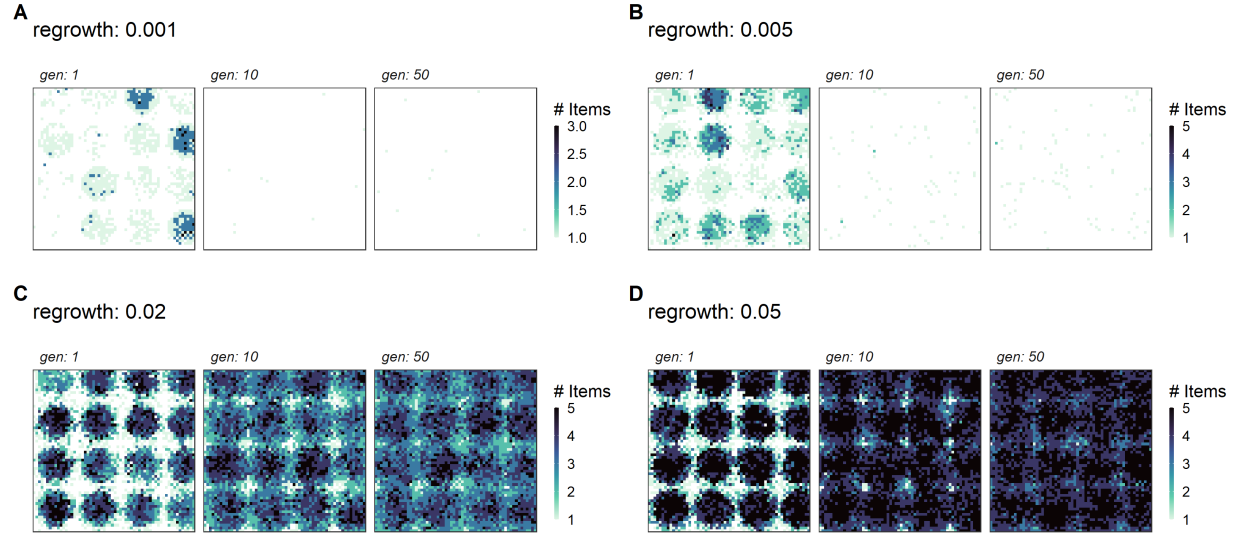 A
regrowth: 0.001
gen: 1
gen: 10
gen: 50
# Items
3.0
2.5
2.0
1.5
1.0
B
regrowth: 0.005
gen: 1
gen: 10
gen: 50
# Items
5
4
3
2
1
C
regrowth: 0.02
gen: 1
gen: 10
gen: 50
# Items
5
4
3
2
1
D
regrowth: 0.05
gen: 1
gen: 10
gen: 50
# Items
5
4
3
2
1